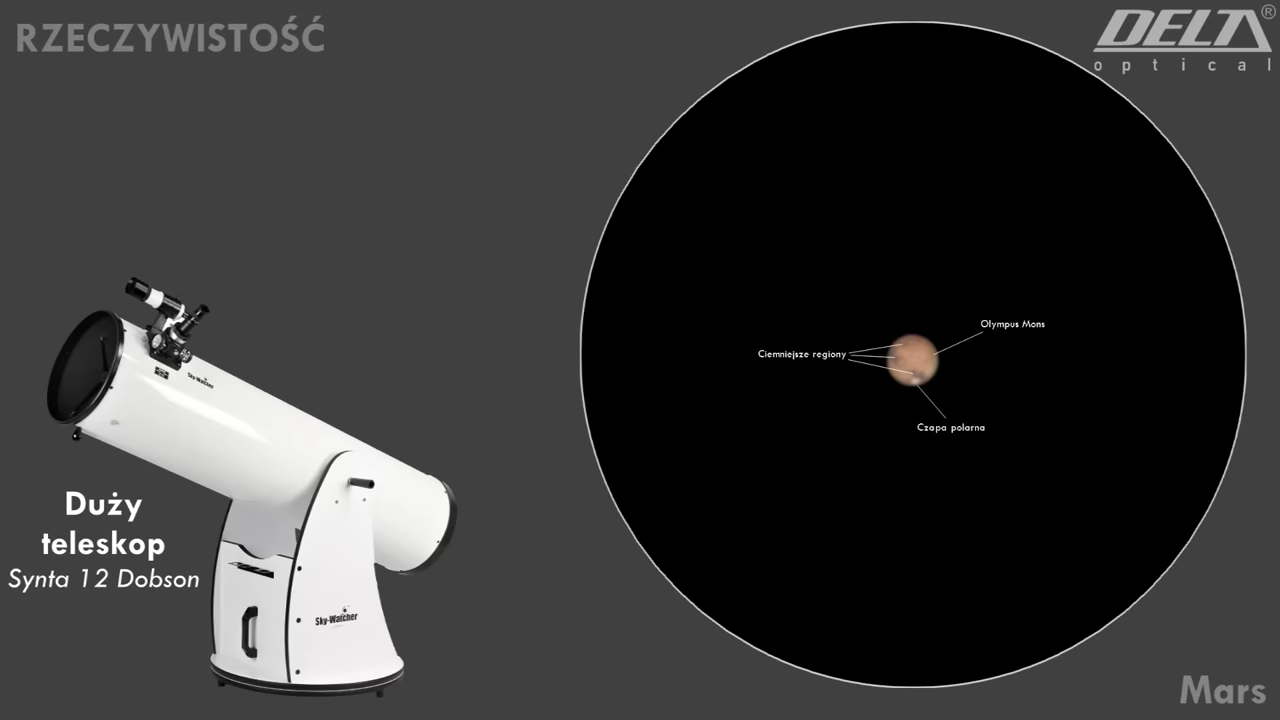 RZECZYWISTOŚĆ
DELTA®
optical
Olympus Mons
Ciemniejsze regiony
Czapa polarna
Sky-Watcher
Duży
teleskop
Synta 12 Dobson
Sky-Watcher
Mars